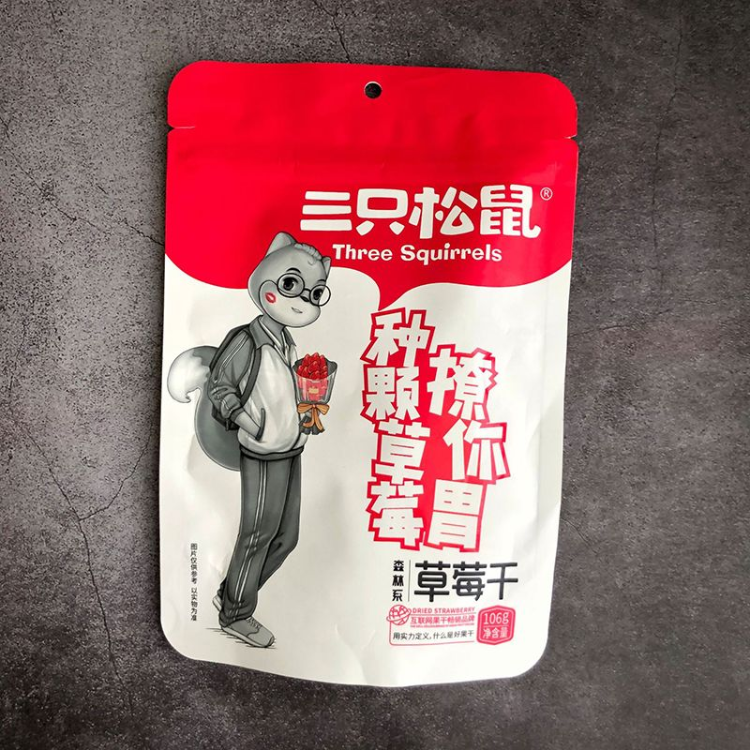 三只松鼠®
Three Squirrels
种颗草莓
撩你胃
森林系
草莓干
DRIED STRAWBERRY
互联网果干畅销品牌
用实力定义,什么是好果干
106g
净含量
图片仅供参考 以实物为准